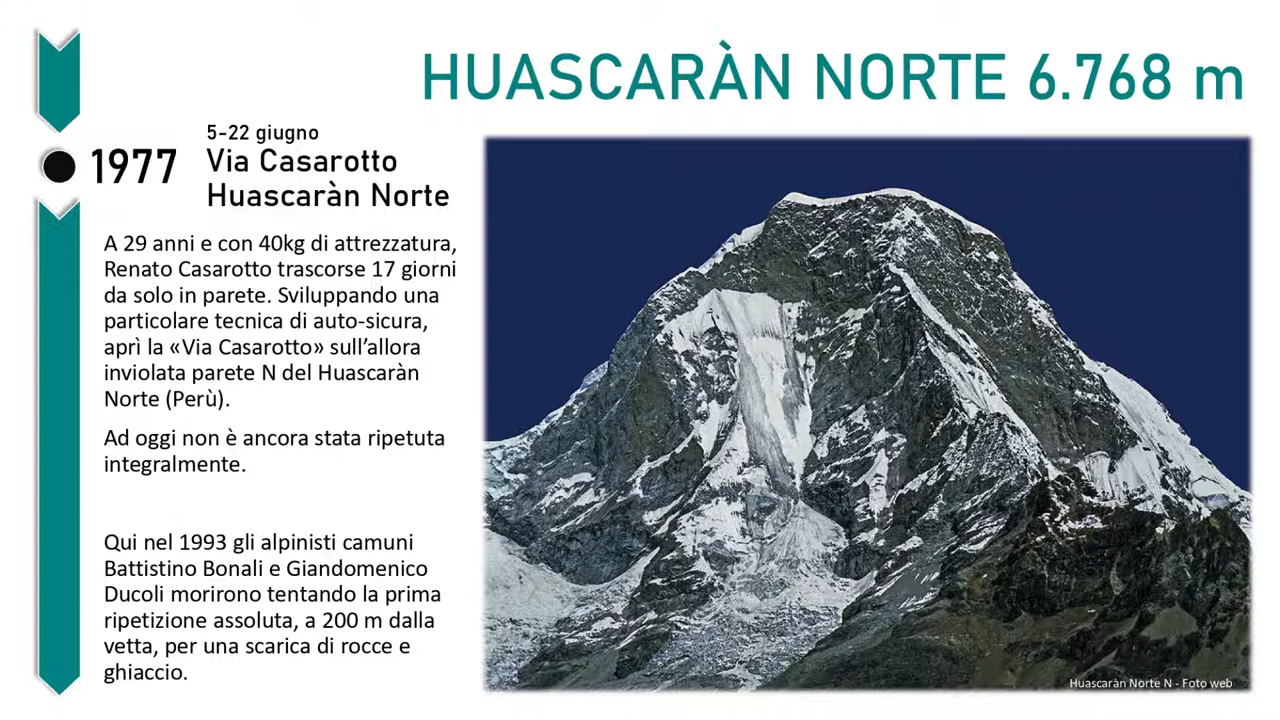 HUASCARÀN NORTE 6.768 m
1977
5-22 giugno
Via Casarotto
Huascaràn Norte
A 29 anni e con 40kg di attrezzatura,
Renato Casarotto trascorse 17 giorni
da solo in parete. Sviluppando una
particolare tecnica di auto-sicura,
aprì la «Via Casarotto» sull’allora
inviolata parete N del Huascaràn
Norte (Perù).
Ad oggi non è ancora stata ripetuta
integralmente.
Qui nel 1993 gli alpinisti camuni
Battistino Bonali e Giandomenico
Ducoli morirono tentando la prima
ripetizione assoluta, a 200 m dalla
vetta, per una scarica di rocce e
ghiaccio.
Huascaràn Norte N - Foto web